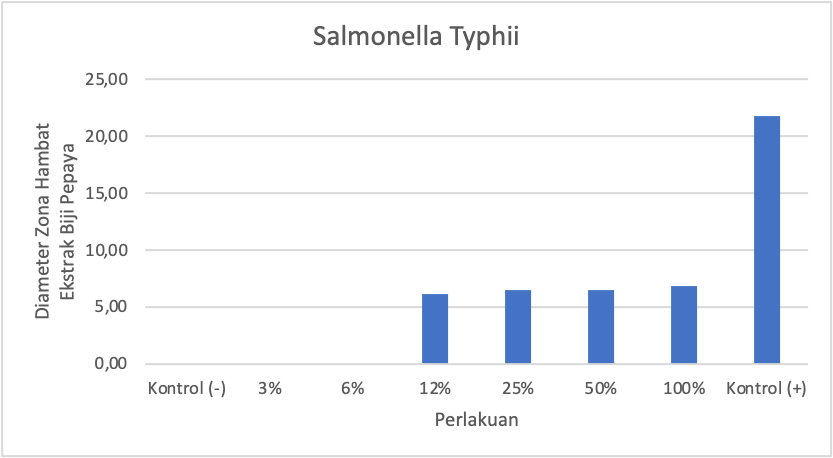 Salmonella Typhii
Diameter Zona Hambat
Ekstrak Biji Pepaya
25,00
20,00
15,00
10,00
5,00
0,00
Kontrol (-) 3% 6% 12% 25% 50% 100% Kontrol (+)
Perlakuan